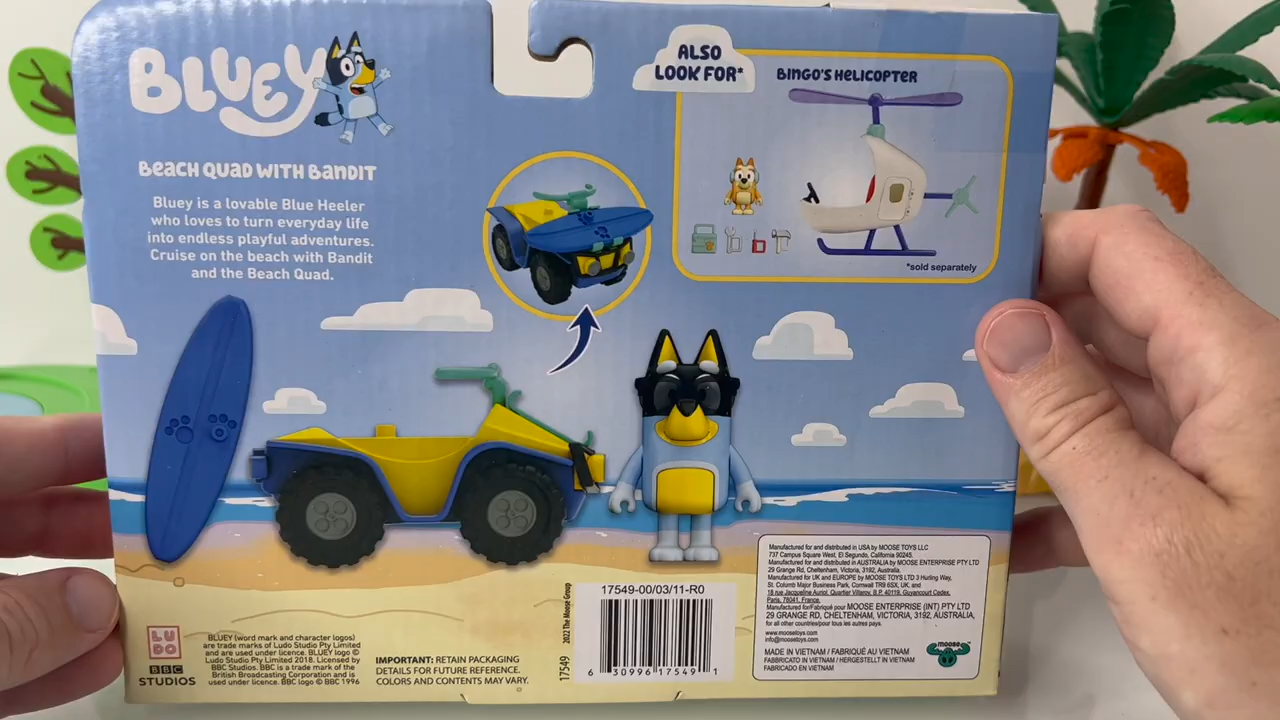 BLUEY
BEACH QUAD WITH BANDIT
Bluey is a lovable Blue Heeler
who loves to turn everyday life
into endless playful adventures.
Cruise on the beach with Bandit
and the Beach Quad.
ALSO
LOOK FOR*
BINGO'S HELICOPTER
*sold separately
LU
DO
BBC
STUDIOS
BLUEY (word mark and character logos)
are trade marks of Ludo Studio Pty Limited
and are used under licence. BLUEY logo ©
Ludo Studio Pty Limited 2018. Licensed by
BBC Studios. BBC is a trade mark of the
British Broadcasting Corporation and is
used under licence. BBC logo © BBC 1996
IMPORTANT: RETAIN PACKAGING
DETAILS FOR FUTURE REFERENCE.
COLORS AND CONTENTS MAY VARY.
17549 2022 The Moose Group
17549-00/03/11-R0
6 30996 17549 1
Manufactured for and distributed in USA by MOOSE TOYS LLC
737 Campus Square West, El Segundo, California 90245.
Manufactured for and distributed in AUSTRALIA by MOOSE ENTERPRISE PTY LTD
29 Grange Rd, Cheltenham, Victoria, 3192, Australia.
Manufactured for UK and EUROPE by MOOSE TOYS LTD 3 Hurling Way,
St. Columb Major Business Park, Cornwall TR9 6SX, UK, and
18 rue Jacqueline Auriol, Quartier Villaroy, B.P. 40119, Guyancourt Cedex,
Paris, 78041, France.
Manufactured for/Fabriqué pour MOOSE ENTERPRISE (INT) PTY LTD
29 GRANGE RD, CHELTENHAM, VICTORIA, 3192, AUSTRALIA,
for all other countries/pour tous les autres pays.
www.moosetoys.com
info@moosetoys.com
MADE IN VIETNAM / FABRIQUÉ AU VIETNAM
FABBRICATO IN VIETNAM / HERGESTELLT IN VIETNAM
FABRICADO EN VIETNAM
moose